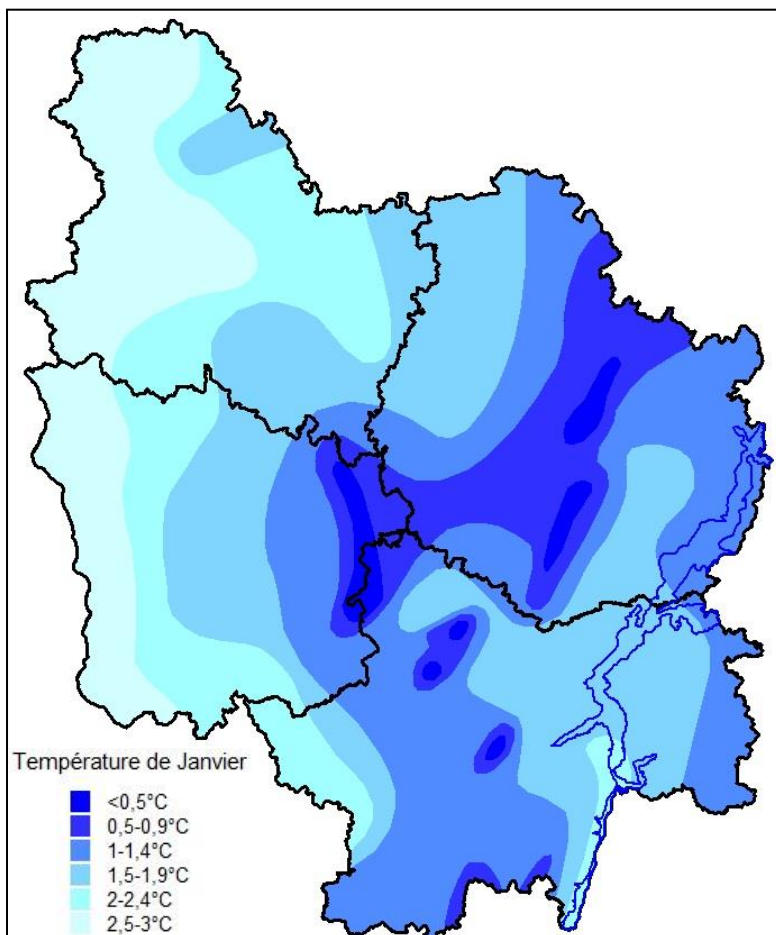 Température de Janvier
<0,5°C
0,5-0,9°C
1-1,4°C
1,5-1,9°C
2-2,4°C
2,5-3°C